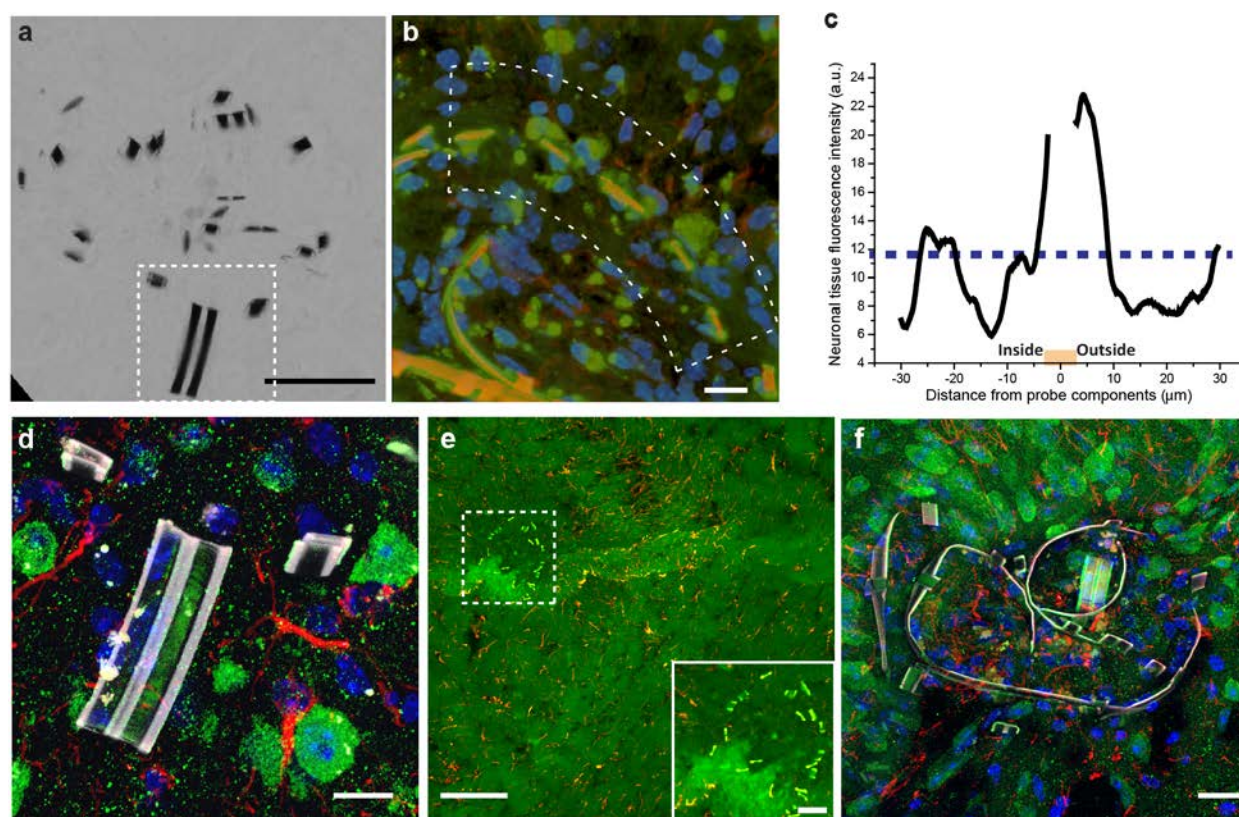 a
b
c
Neuronal tissue fluorescence intensity (a.u.)
24
22
20
18
16
14
12
10
8
6
4
Inside
Outside
-30
-20
-10
0
10
20
30
Distance from probe components (µm)
d
e
f